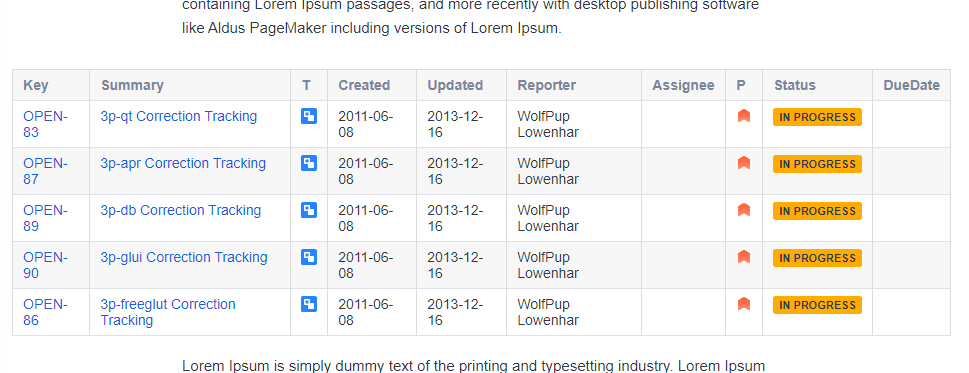 containing Lorem Ipsum passages, and more recently with desktop publishing software
like Aldus PageMaker including versions of Lorem Ipsum.
Key Summary T Created Updated Reporter Assignee P Status DueDate
OPEN- 3p-qt Correction Tracking 2011-06- 2013-12- WolfPup IN PROGRESS
83 08 16 Lowenhar
OPEN- 3p-apr Correction Tracking 2011-06- 2013-12- WolfPup IN PROGRESS
87 08 16 Lowenhar
OPEN- 3p-db Correction Tracking 2011-06- 2013-12- WolfPup IN PROGRESS
89 08 16 Lowenhar
OPEN- 3p-glui Correction Tracking 2011-06- 2013-12- WolfPup IN PROGRESS
90 08 16 Lowenhar
OPEN- 3p-freeglut Correction 2011-06- 2013-12- WolfPup IN PROGRESS
86 Tracking 08 16 Lowenhar
Lorem Ipsum is simply dummy text of the printing and typesetting industry. Lorem Ipsum